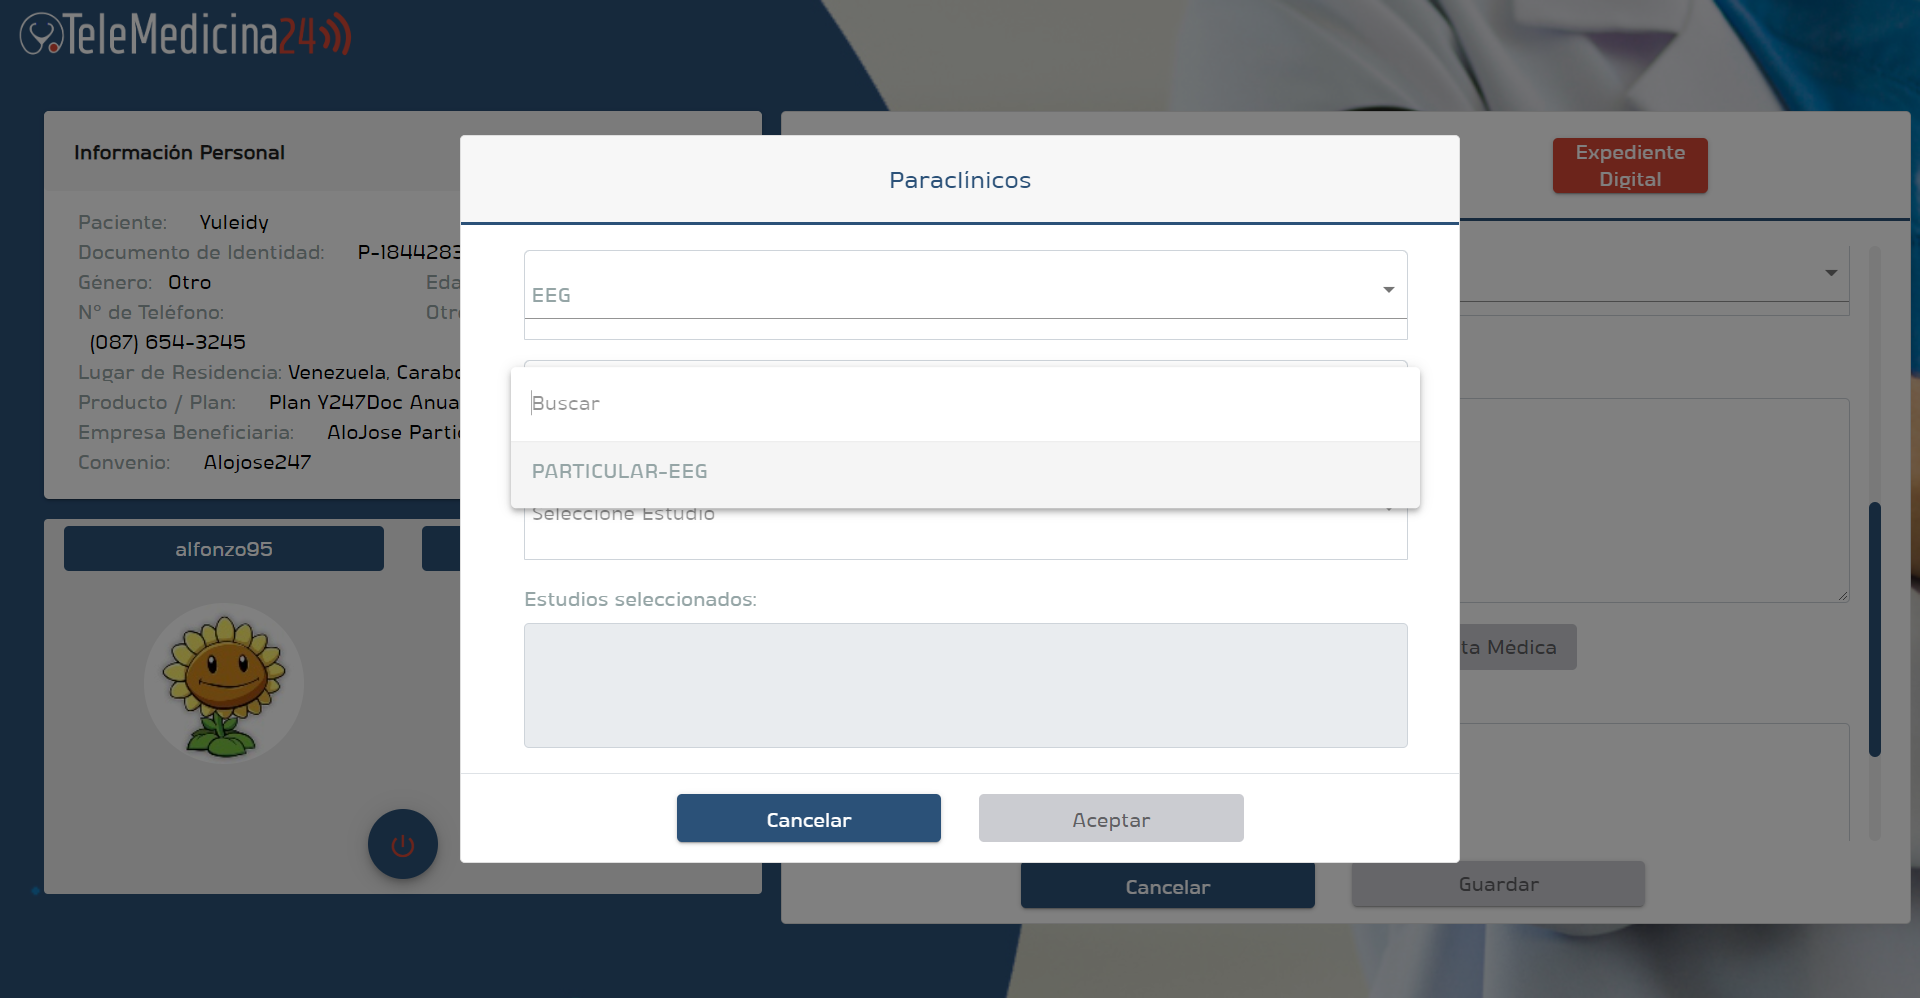 TeleMedicina24
Información Personal
Paciente: Yuleidy
Documento de Identidad: P-1844283
Género: Otro Eda
N° de Teléfono: Otr
(087) 654-3245
Lugar de Residencia: Venezuela, Carabo
Producto / Plan: Plan Y247Doc Anua
Empresa Beneficiaria: AloJose Partic
Convenio: Alojose247
alfonzo95
Paraclínicos
EEG
Buscar
PARTICULAR-EEG
Seleccione Estudio
Estudios seleccionados:
Cancelar Aceptar
Expediente
Digital
ta Médica
Cancelar Guardar